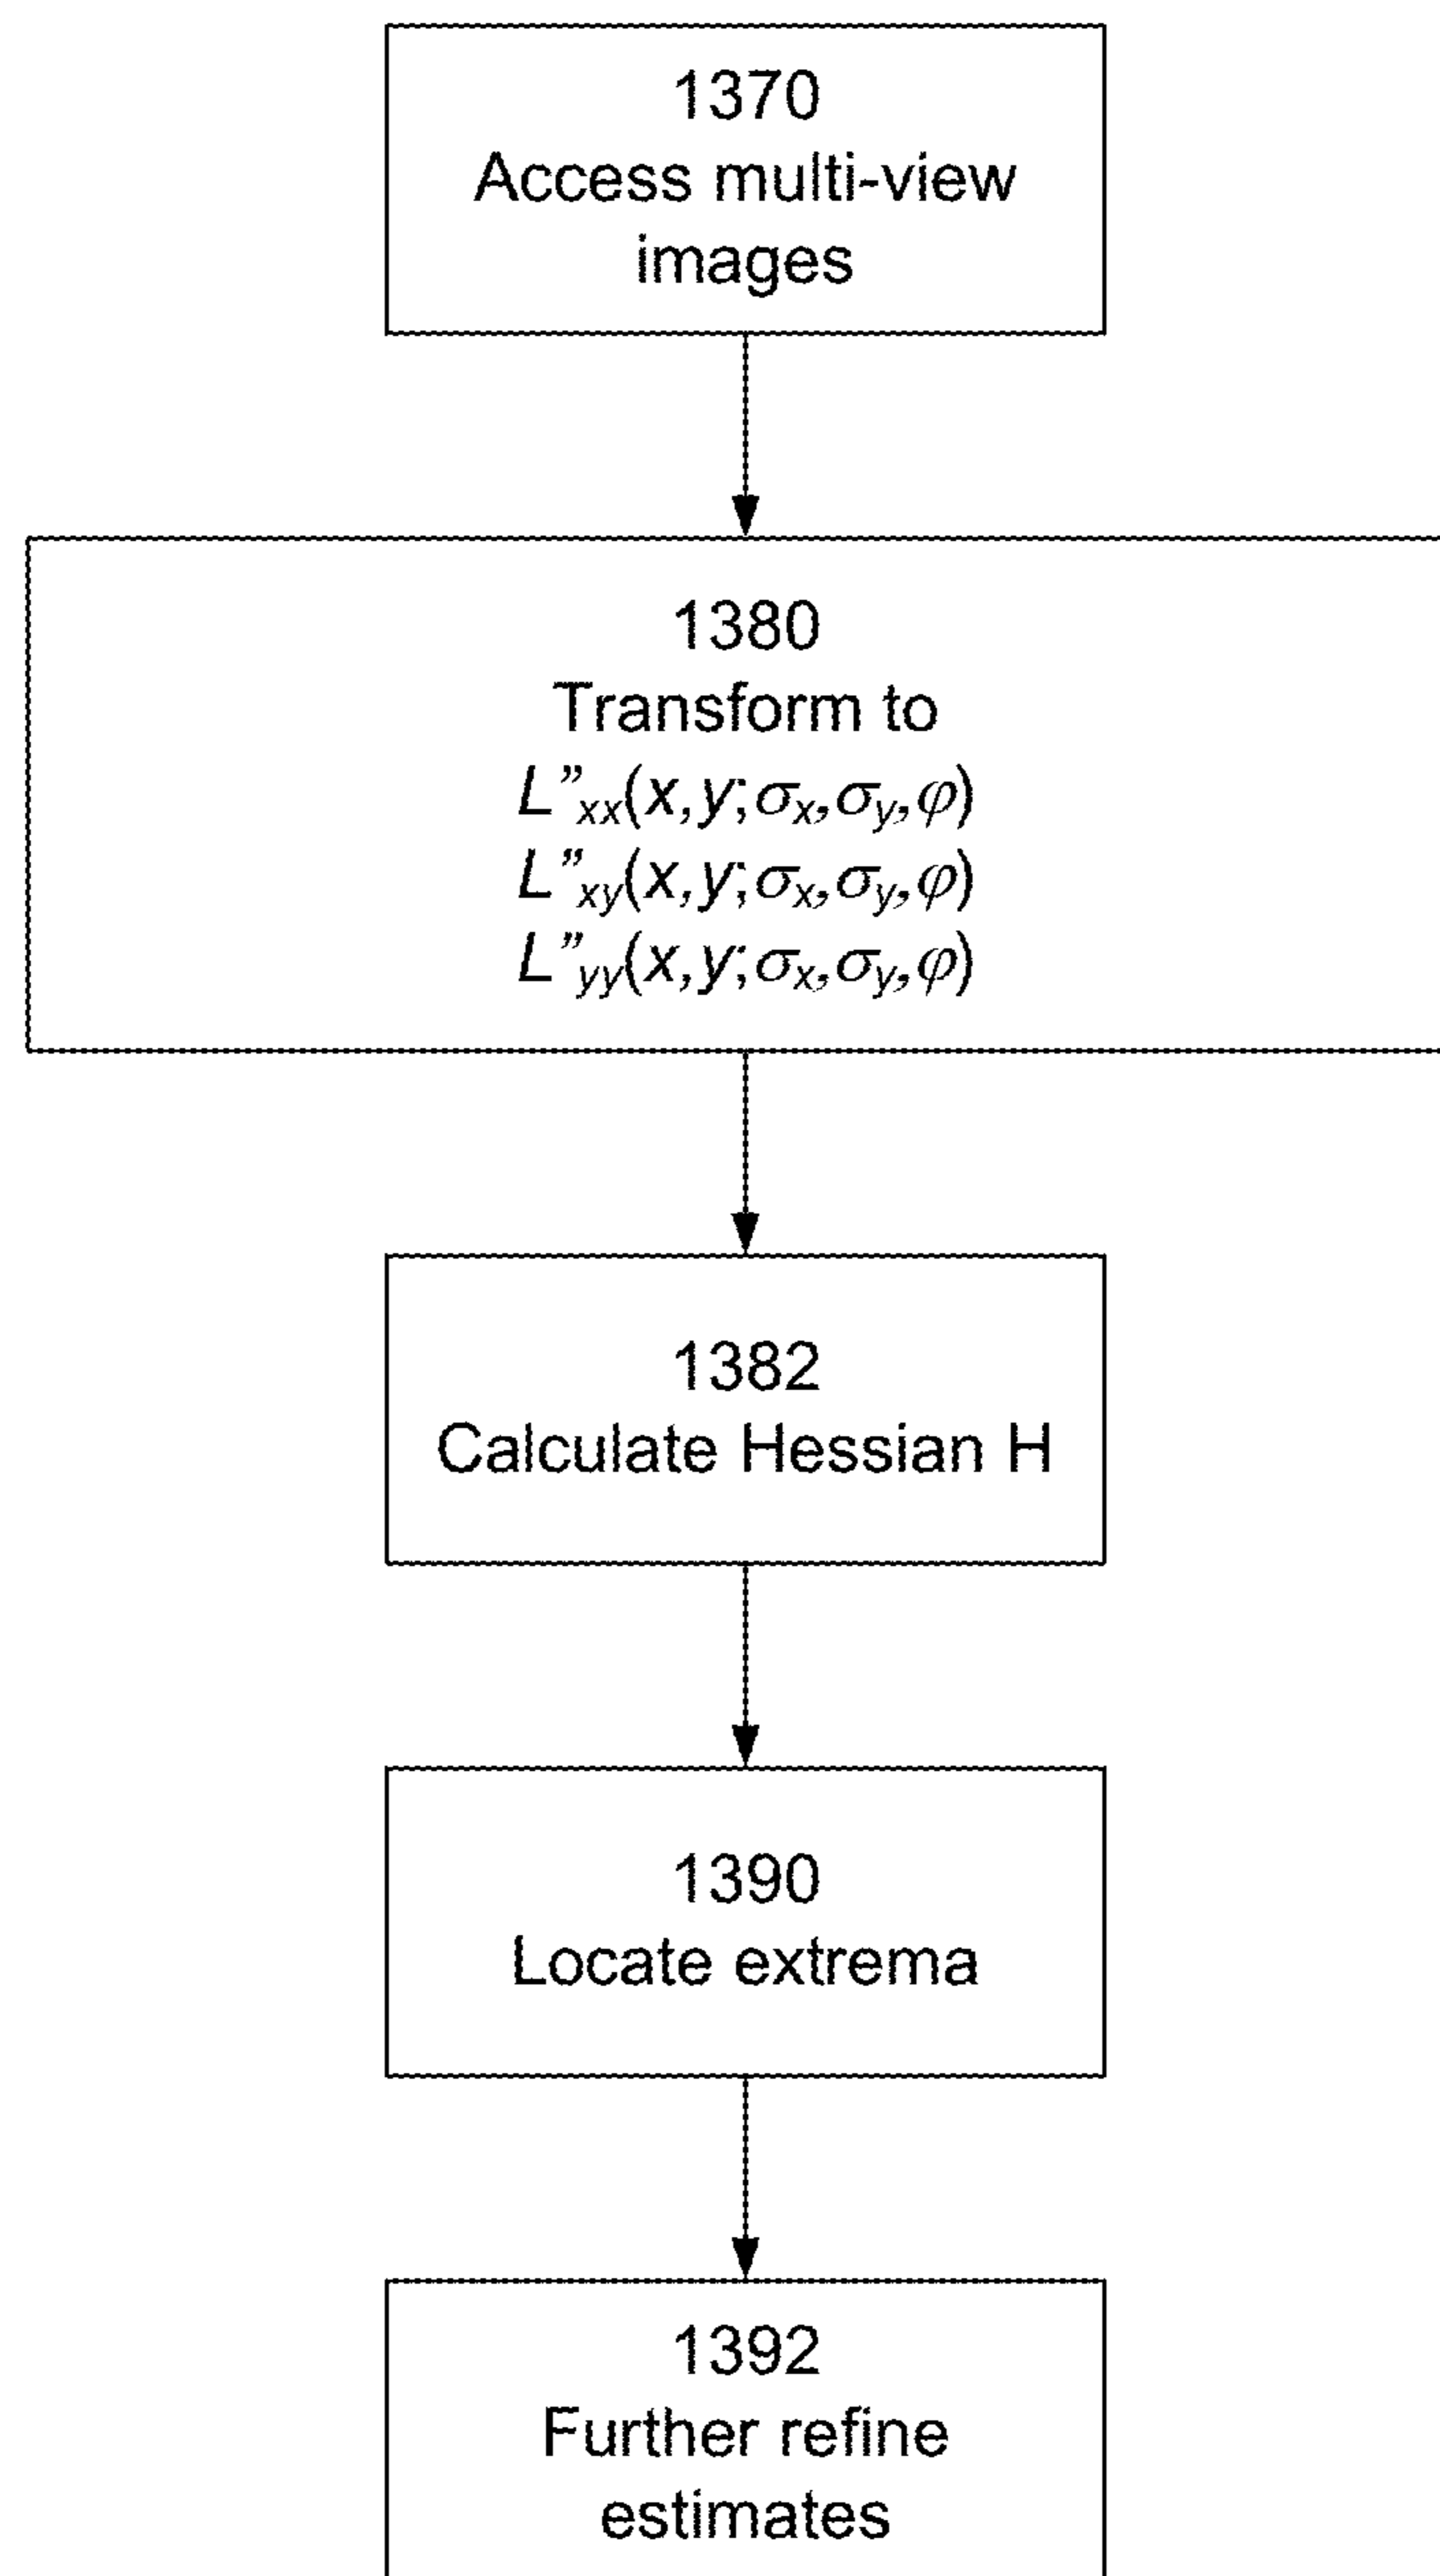 1370
Access multi-view
images
1380
Transform to
L”xx(x,y;σx,σy,φ)
L”xy(x,y;σx,σy,φ)
L”yy(x,y;σx,σy,φ)
1382
Calculate Hessian H
1390
Locate extrema
1392
Further refine
estimates